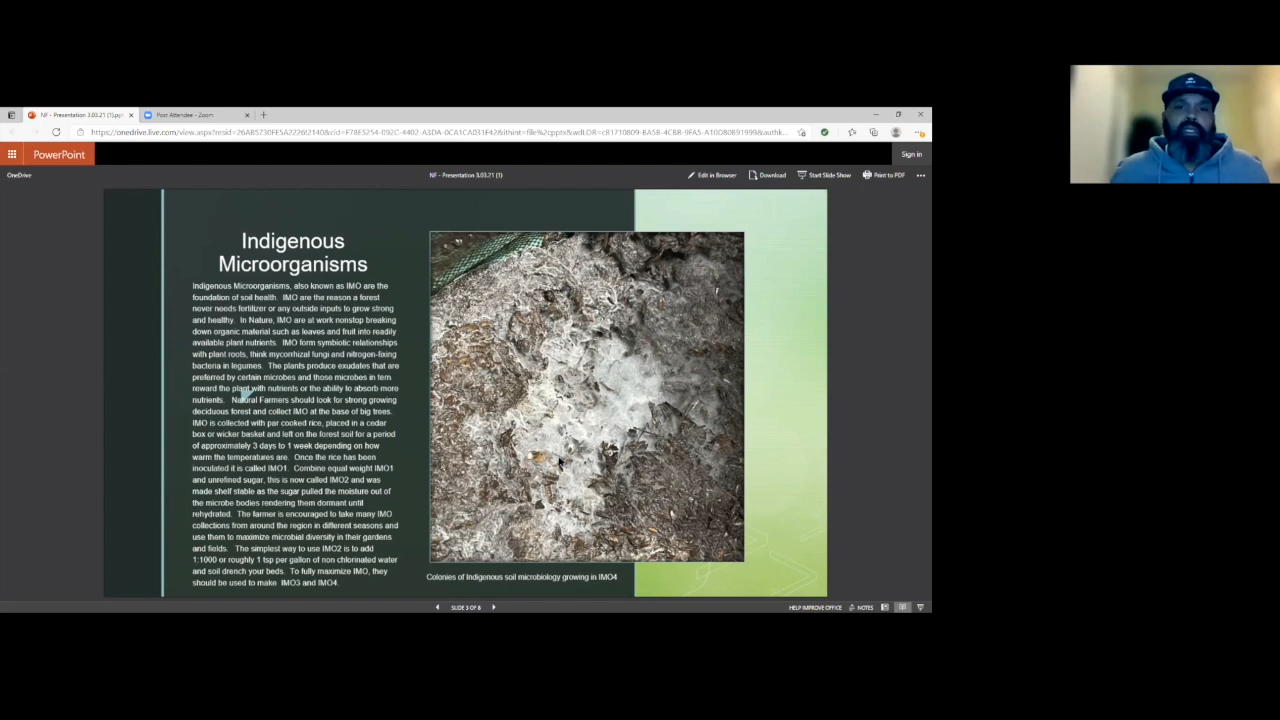 NF - Presentation 3.03.21 (1).ppt
Post Attendee - Zoom
PowerPoint
Sign in
OneDrive
NF - Presentation 3.03.21 (1)
Edit in Browser
Download
Start Slide Show
Print to PDF
Indigenous
Microorganisms
Indigenous Microorganisms, also known as IMO are the
foundation of soil health. IMO are the reason a forest
never needs fertilizer or any outside inputs to grow strong
and healthy. In Nature, IMO are at work nonstop breaking
down organic material such as leaves and fruit into readily
available plant nutrients. IMO form symbiotic relationships
with plant roots, think mycorrhizal fungi and nitrogen-fixing
bacteria in legumes. The plants produce exudates that are
preferred by certain microbes and those microbes in tern
reward the plant with nutrients or the ability to absorb more
nutrients. Natural Farmers should look for strong growing
deciduous forest and collect IMO at the base of big trees.
IMO is collected with par cooked rice, placed in a cedar
box or wicker basket and left on the forest soil for a period
of approximately 3 days to 1 week depending on how
warm the temperatures are. Once the rice has been
inoculated it is called IMO1. Combine equal weight IMO1
and unrefined sugar, this is now called IMO2 and was
made shelf stable as the sugar pulled the moisture out of
the microbe bodies rendering them dormant until
rehydrated. The farmer is encouraged to take many IMO
collections from around the region in different seasons and
use them to maximize microbial diversity in their gardens
and fields. The simplest way to use IMO2 is to add
1:1000 or roughly 1 tsp per gallon of non chlorinated water
and soil drench your beds. To fully maximize IMO, they
should be used to make IMO3 and IMO4.
Colonies of Indigenous soil microbiology growing in IMO4
SLIDE 3 OF 8
HELP IMPROVE OFFICE
NOTES